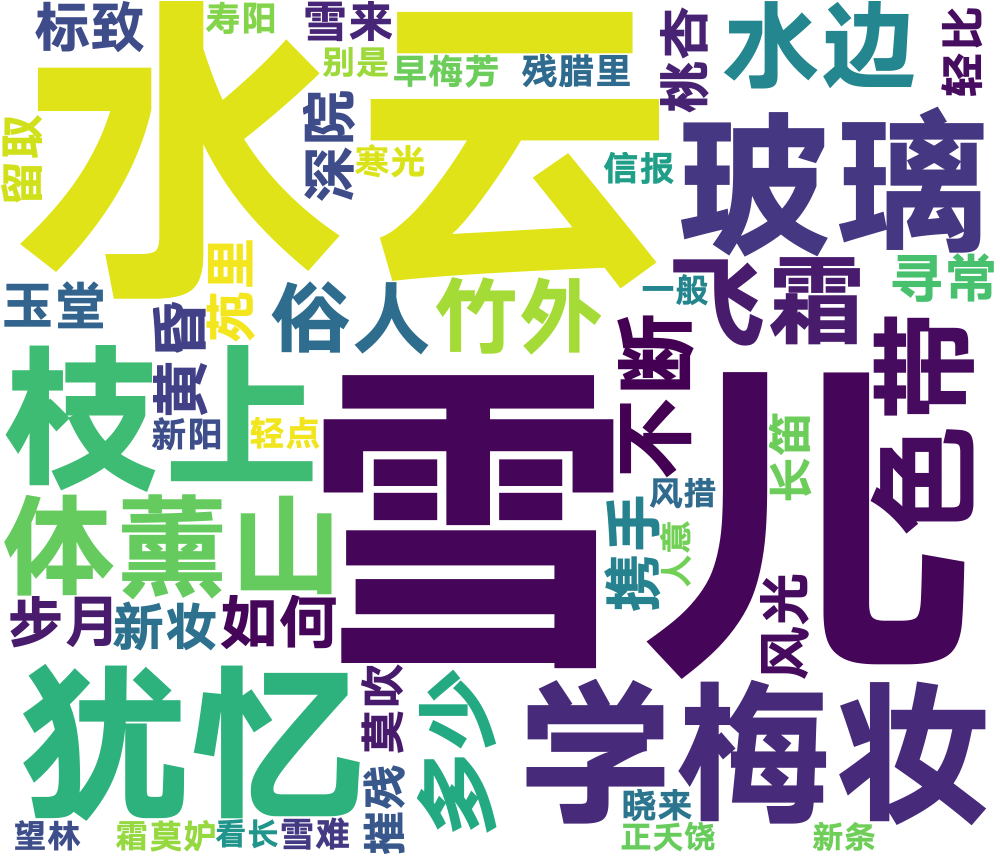 标致
寿阳
雪来
水云
别是
早梅芳
残腊里
桃杏
水边
轻比
留取
深院
寒光
信报
玻璃
玉堂
黄昏
苑里
俗人
竹外
一般
飞霜
寻常
枝上
新阳
轻点
雪儿
不断
色带
长笛
风措
体薰山
携手
人意
步月
新妆
如何
风光
犹忆
莫吹
多少
学梅妆
摧残
晓来
望林
霜莫妒
看长
雪难
正夭饶
新条